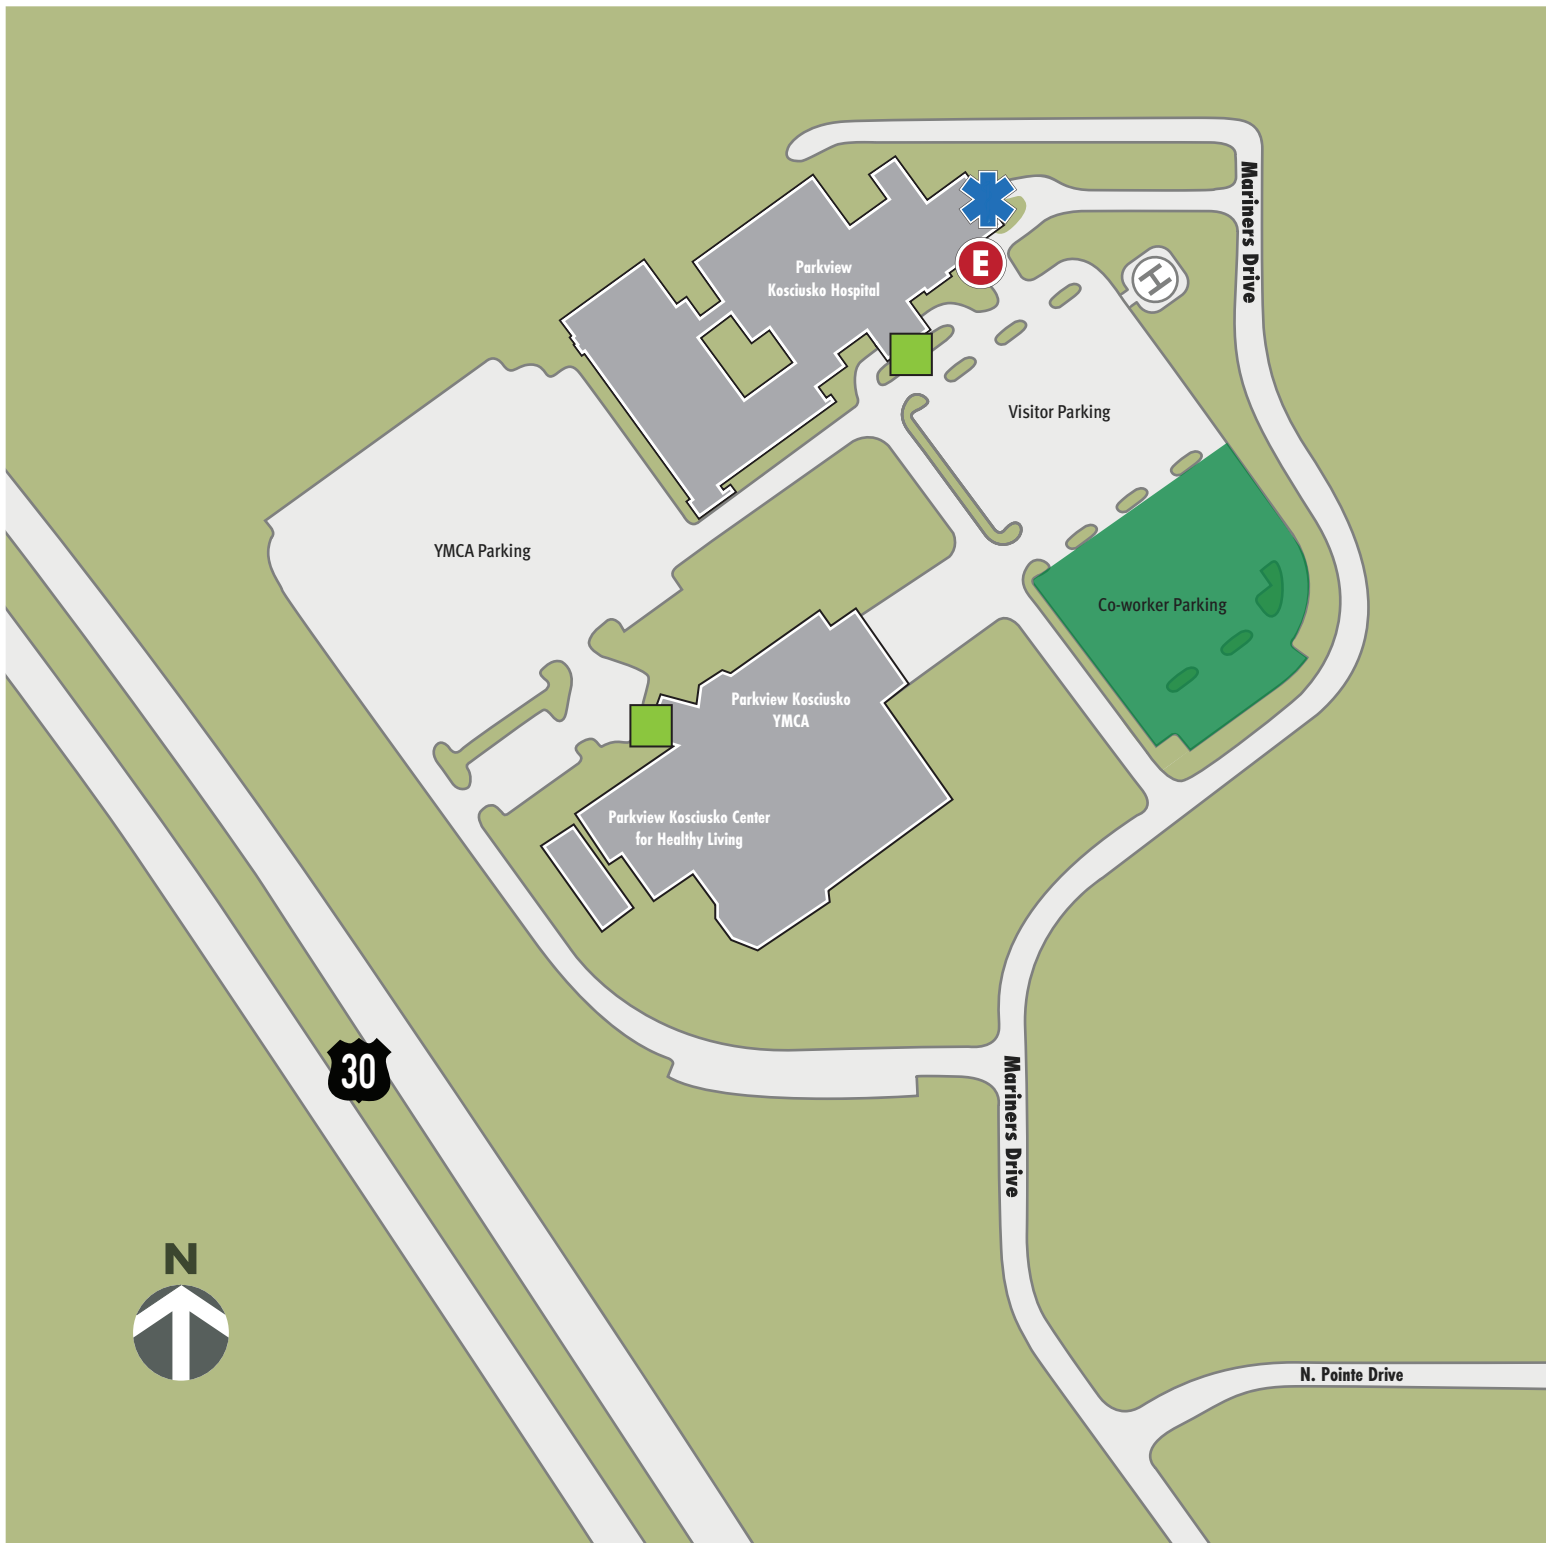 Mariners Drive
Parkview
Kosciusko Hospital
E
H
Visitor Parking
YMCA Parking
Co-worker Parking
Parkview Kosciusko
YMCA
Parkview Kosciusko Center
for Healthy Living
30
Mariners Drive
N
N. Pointe Drive